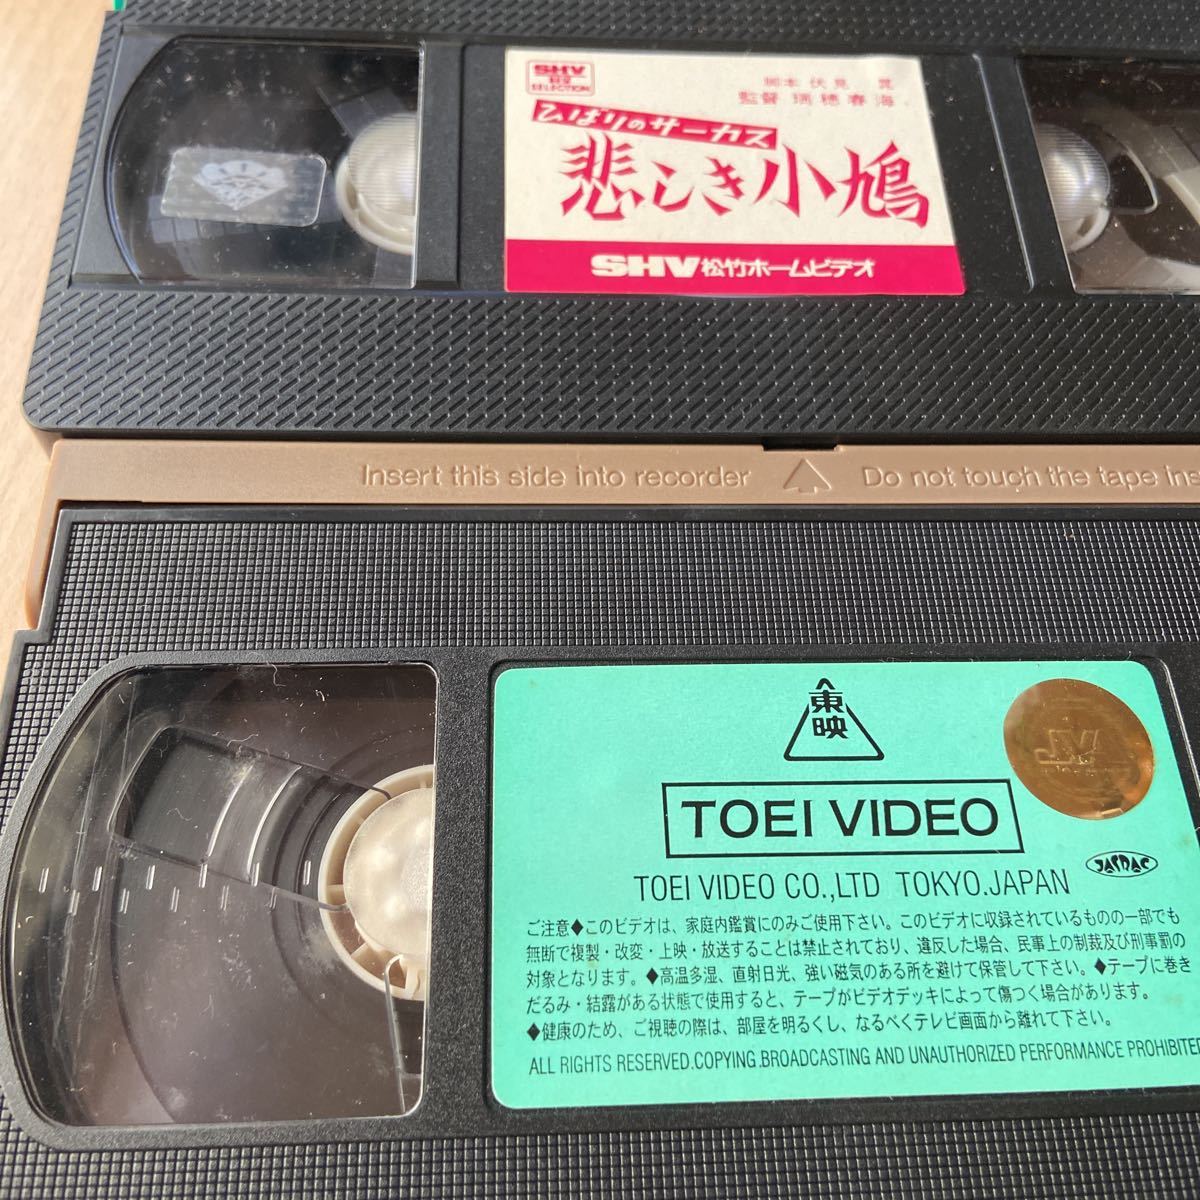 SHV
SELECTION
脚本 伏見 晁
監督 瑞穂春海
ひばりのサーカス
悲しき小鳩
SHV 松竹ホームビデオ
Insert this side into recorder Do not touch the tape ins
東映
JVA
TOEI VIDEO
TOEI VIDEO CO.,LTD TOKYO.JAPAN
JASRAC
ご注意◆このビデオは、家庭内鑑賞にのみご使用下さい。このビデオに収録されているものの一部でも
無断で複製・改変・上映・放送することは禁止されており、違反した場合、民事上の制裁及び刑事罰の
対象となります。◆高温多湿、直射日光、強い磁気のある所を避けて保管して下さい。◆テープに巻き
だるみ・結露がある状態で使用すると、テープがビデオデッキによって傷つく場合があります。
◆健康のため、ご視聴の際は、部屋を明るくし、なるべくテレビ画面から離れて下さい。
ALL RIGHTS RESERVED.COPYING.BROADCASTING AND UNAUTHORIZED PERFORMANCE PROHIBITE